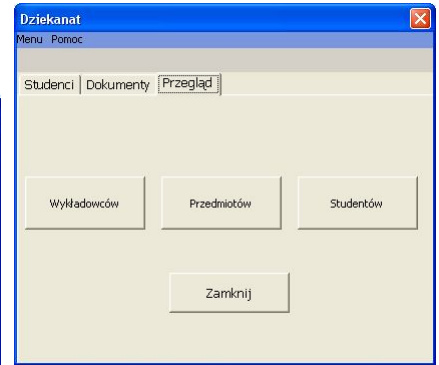 Dziekanat
Menu Pomoc
Studenci Dokumenty Przegląd
Wykładowców Przedmiotów Studentów
Zamknij